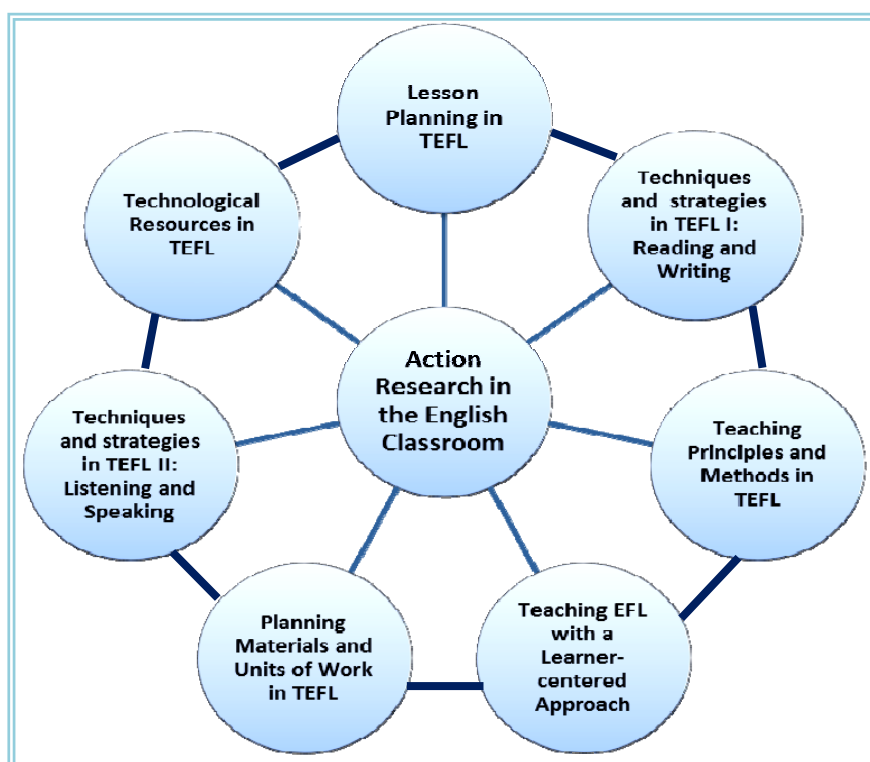 Lesson
Planning in
TEFL
Techniques
and strategies
in TEFL I:
Reading and
Writing
Teaching
Principles and
Methods in
TEFL
Teaching EFL
with a
Learner-
centered
Approach
Planning
Materials and
Units of Work
in TEFL
Techniques
and strategies
in TEFL II:
Listening and
Speaking
Technological
Resources in
TEFL
Action
Research in
the English
Classroom